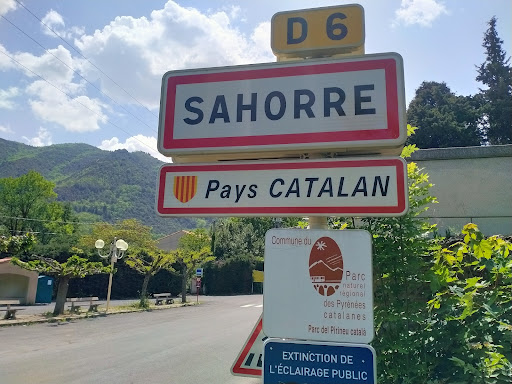 D 6
SAHORRE
Pays CATALAN
Commune du
Parc
naturel
régional
des Pyrénées
catalanes
Parc del Pirineu català
EXTINCTION DE
L'ÉCLAIRAGE PUBLIC